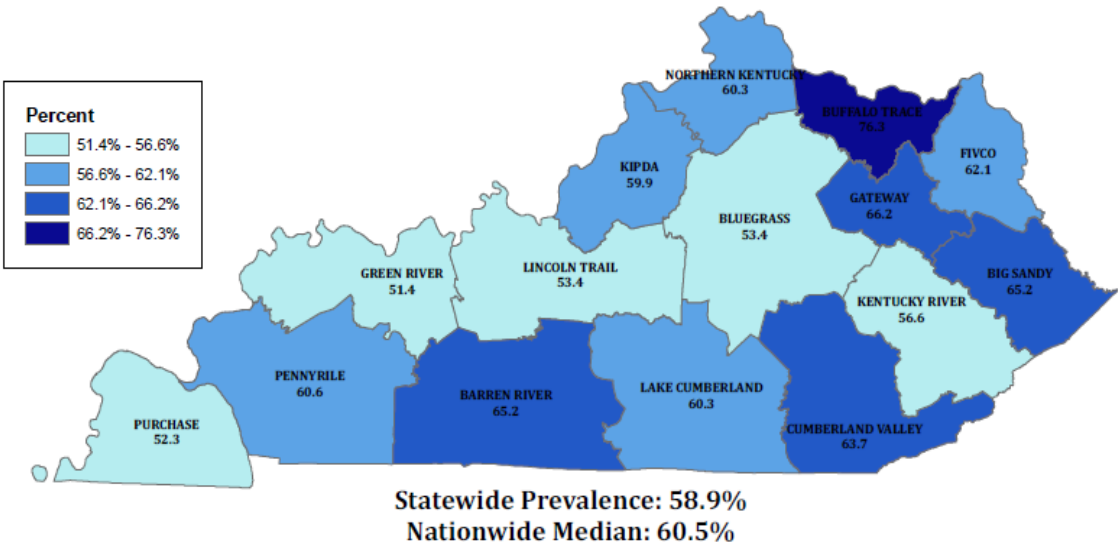 Percent
51.4% - 56.6%
56.6% - 62.1%
62.1% - 66.2%
66.2% - 76.3%
NORTHERN KENTUCKY
60.3
BUFFALO TRACE
76.3
FIVCO
62.1
KIPDA
59.9
GATEWAY
66.2
BLUEGRASS
53.4
GREEN RIVER
51.4
LINCOLN TRAIL
53.4
BIG SANDY
65.2
KENTUCKY RIVER
56.6
PENNYRILE
60.6
BARREN RIVER
65.2
LAKE CUMBERLAND
60.3
PURCHASE
52.3
CUMBERLAND VALLEY
63.7
Statewide Prevalence: 58.9%
Nationwide Median: 60.5%